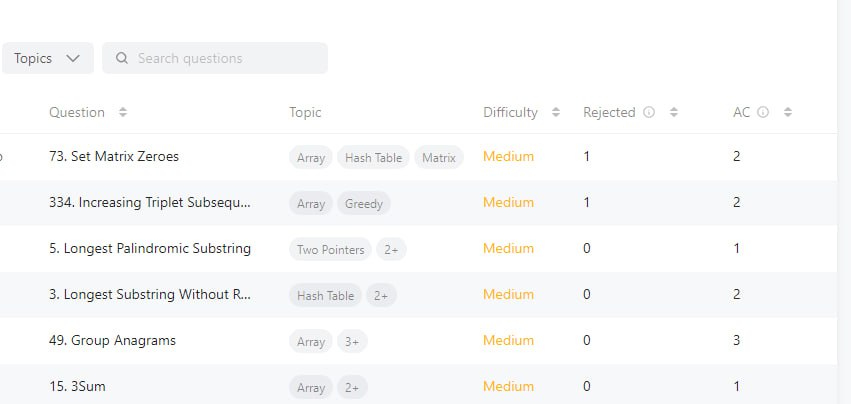 Topics Search questions
Question Topic Difficulty Rejected AC
73. Set Matrix Zeroes Array Hash Table Matrix Medium 1 2
334. Increasing Triplet Subsequ... Array Greedy Medium 1 2
5. Longest Palindromic Substring Two Pointers 2+ Medium 0 1
3. Longest Substring Without R... Hash Table 2+ Medium 0 2
49. Group Anagrams Array 3+ Medium 0 3
15. 3Sum Array 2+ Medium 0 1